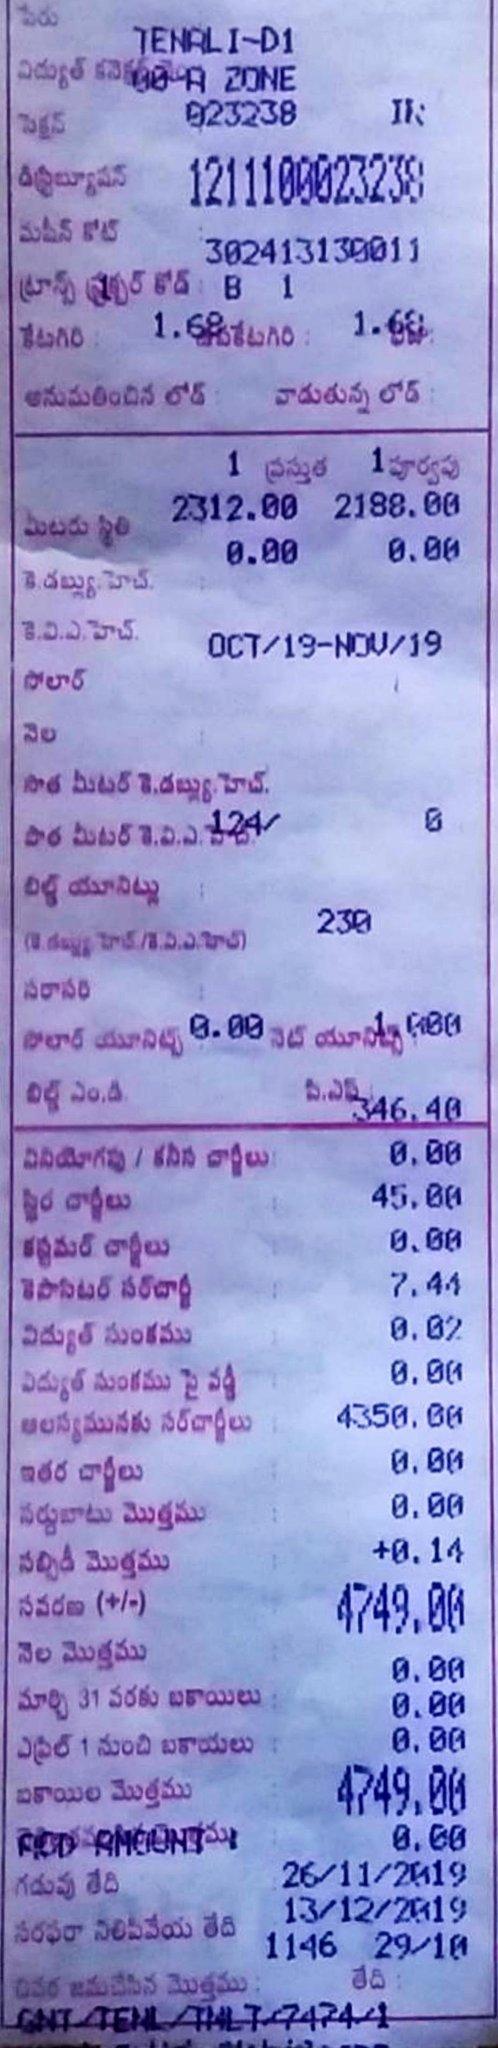 పేరు
TENALI-D1
విద్యుత్ కనెక్షన్
00-A ZONE
సెక్షన్ 023238 IR
డిస్ట్రిబ్యూషన్ 1211100023238
మషీన్ కోట్
302413130011
ట్రాన్స్ ఫార్మర్ కోడ్ : B 1
1.68 1.68
కేటగిరి : ఉపకేటగిరి :
అనుమతించిన లోడ్ : వాడుతున్న లోడ్ :
1 ప్రస్తుత 1 పూర్వపు
మీటరు స్థితి 2312.00 2188.00
0.00 0.00
కె.డబ్ల్యు.హెచ్. :
కె.వి.ఎ.హెచ్.
OCT/19-NOV/19
సోలార్ :
నెల :
పాత మీటర్ కె.డబ్ల్యు.హెచ్.
124/ 0
పాత మీటర్ కె.వి.ఎ.హెచ్.
బిల్డ్ యూనిట్లు :
230
(కె.డబ్ల్యు.హెచ్./కె.వి.ఎ.హెచ్)
సరాసరి :
సోలార్ యూనిట్స్ 0.00 నెట్ యూనిట్స్ 1.000
బిల్డ్ ఎం.డి. పి.ఎఫ్ :
346.40
వినియోగపు / కనీస చార్జీలు: 0.00
స్థిర చార్జీలు : 45.00
కస్టమర్ చార్జీలు : 0.00
కెపాసిటర్ సర్‌చార్జీ : 7.44
విద్యుత్ సుంకము : 0.02
విద్యుత్ సుంకము పై వడ్డీ : 0.00
ఆలస్యమునకు సర్‌చార్జీలు : 4350.00
ఇతర చార్జీలు : 0.00
సర్దుబాటు మొత్తము : 0.00
సబ్సిడీ మొత్తము : +0.14
సవరణ (+/-) 4749.00
నెల మొత్తము : 0.00
మార్చి 31 వరకు బకాయిలు : 0.00
ఎప్రిల్ 1 నుంచి బకాయలు : 0.00
బకాయిల మొత్తము 4749.00
ACD AMOUNT : 0.00
గడువు తేది 26/11/2019
13/12/2019
సరఫరా నిలిపివేయ తేది
1146 29/10
చివర జమచేసిన మొత్తము : తేది :
GNT/TENL/TNLT/7474/1